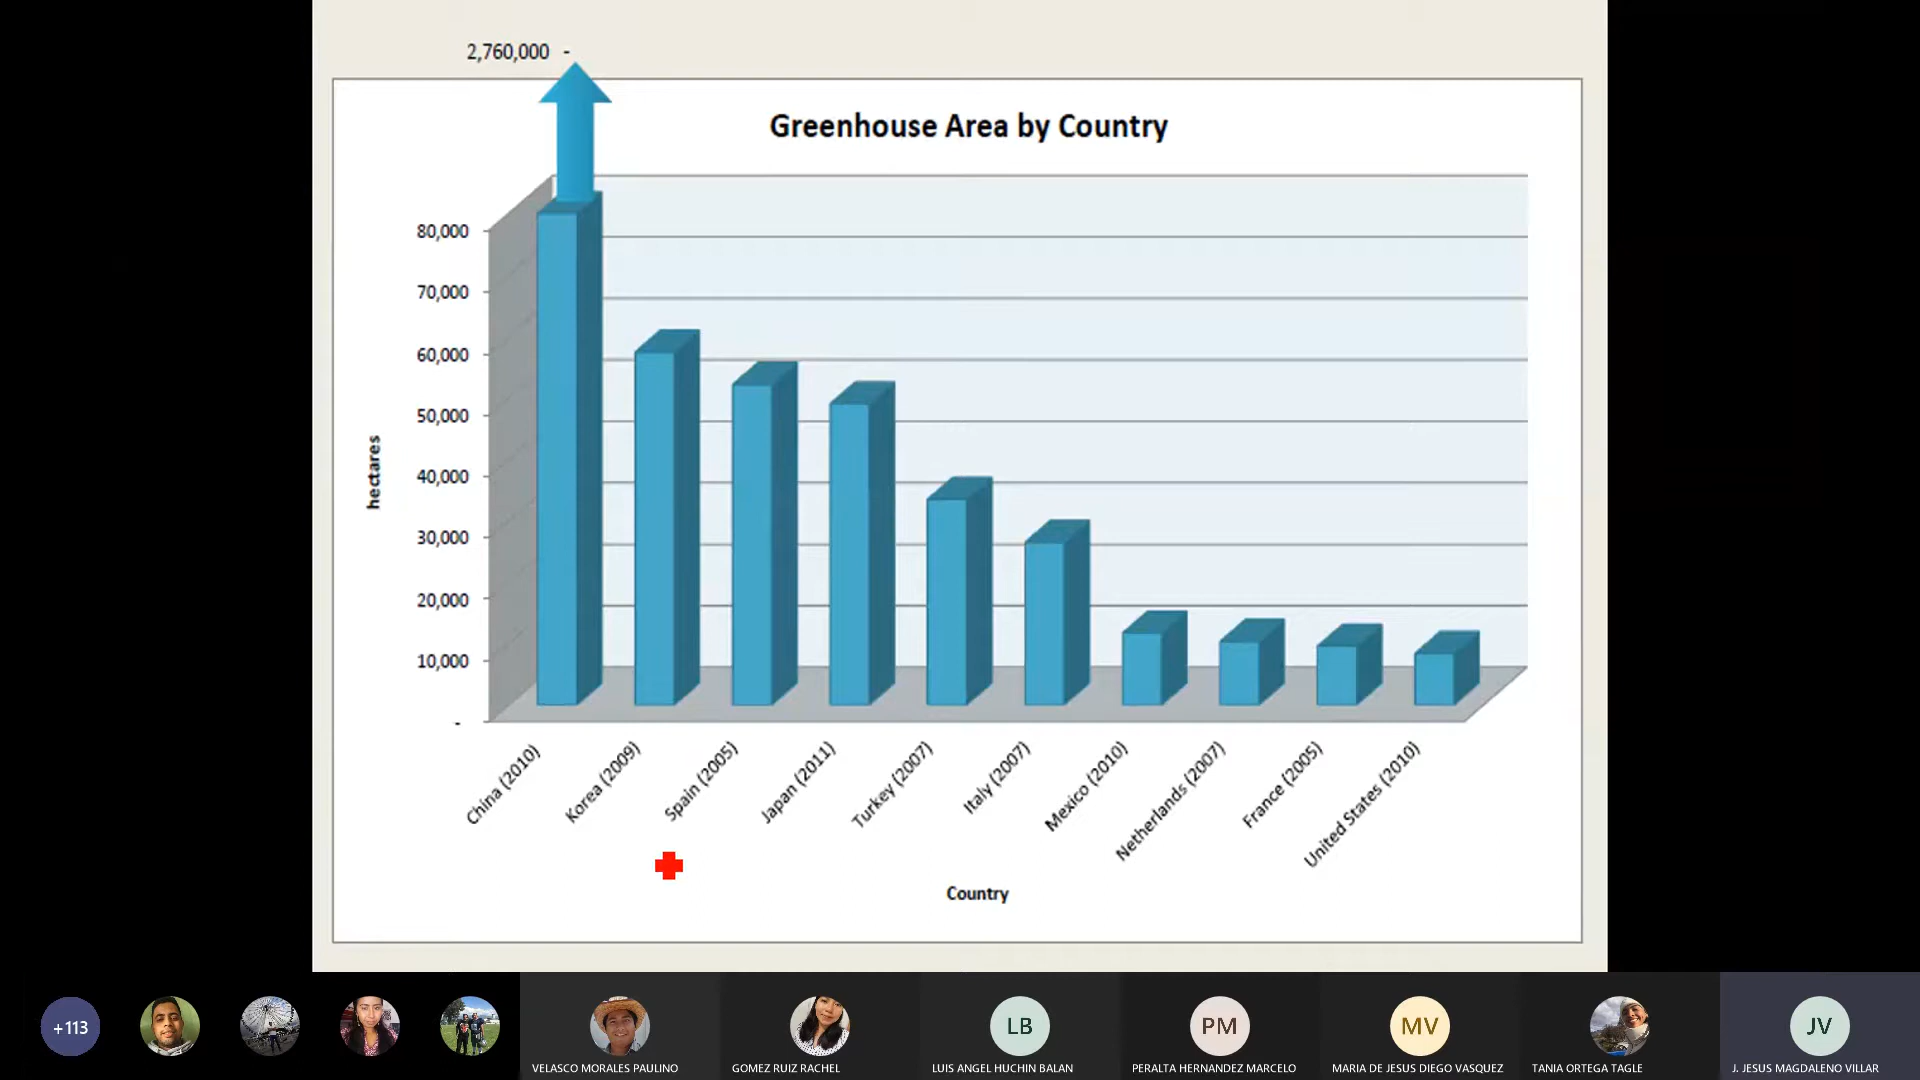 2,760,000 -
Greenhouse Area by Country
80,000
70,000
60,000
50,000
40,000
30,000
20,000
10,000
-
hectares
China (2010)
Korea (2009)
Spain (2005)
Japan (2011)
Turkey (2007)
Italy (2007)
Mexico (2010)
Netherlands (2007)
France (2005)
United States (2010)
Country
+113
LB
PM
MV
JV
VELASCO MORALES PAULINO
GOMEZ RUIZ RACHEL
LUIS ANGEL HUCHIN BALAN
PERALTA HERNANDEZ MARCELO
MARIA DE JESUS DIEGO VASQUEZ
TANIA ORTEGA TAGLE
J. JESUS MAGDALENO VILLAR